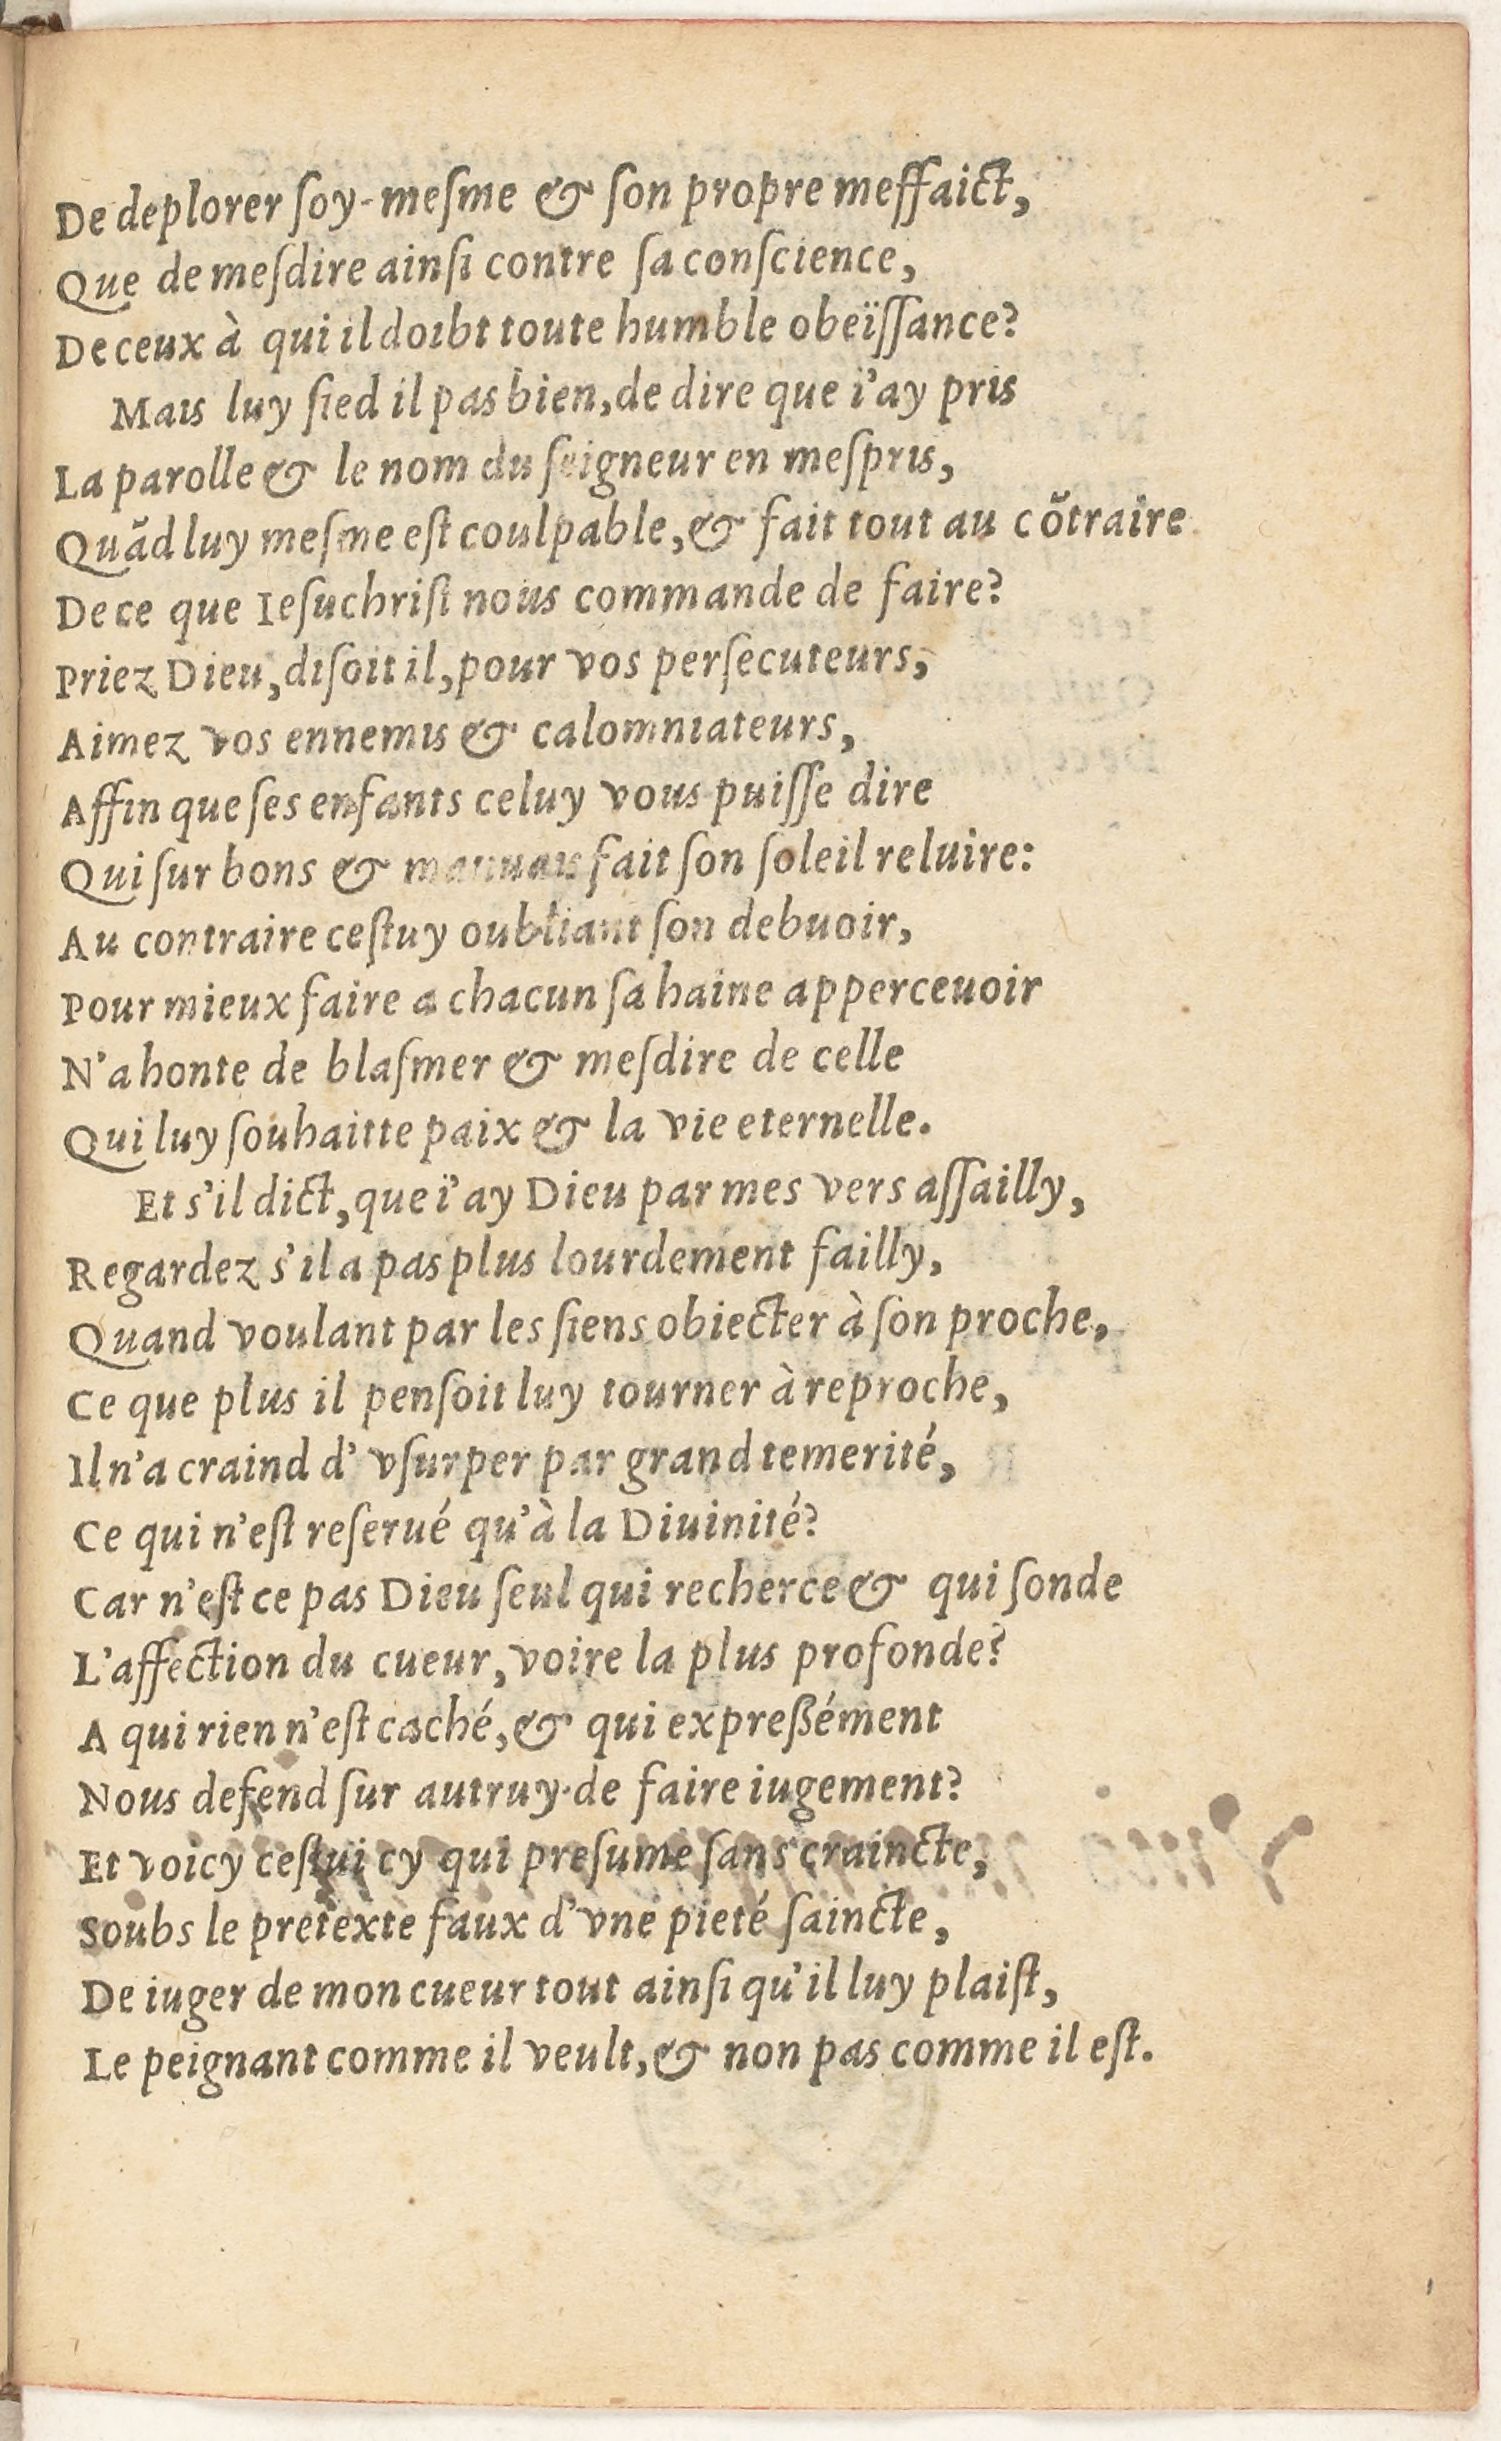 De deplorer ſoy-meſme & ſon propre meffaict,
Que de meſdire ainſi contre ſa conſcience,
De ceux à qui il doibt toute humble obeïſſance?
Mais luy ſied il pas bien, de dire que i'ay pris
La parolle & le nom du ſeigneur en meſpris,
Quãd luy meſme eſt coulpable, & fait tout au cõtraire
De ce que Ieſuchriſt nous commande de faire?
Priez Dieu, diſoit il, pour vos perſecuteurs,
Aimez vos ennemis & calomniateurs,
Affin que ſes enfants celuy vous puiſſe dire
Qui ſur bons & mauuais fait ſon ſoleil reluire:
Au contraire ceſtuy oubliant ſon debuoir,
Pour mieux faire a chacun ſa haine apperceuoir
N'a honte de blaſmer & meſdire de celle
Qui luy ſouhaitte paix & la vie eternelle.
Et s'il dict, que ï'ay Dieu par mes vers aſſailly,
Regardez s'il a pas plus lourdement failly,
Quand voulant par les ſiens obiecter à ſon proche,
Ce que plus il penſoit luy tourner à reproche,
Il n'a craind d'vſurper par grand temerité,
Ce qui n'eſt reſerué qu'à la Diuinité?
Car n'eſt ce pas Dieu ſeul qui recherce & qui ſonde
L'affection du cueur, voire la plus profonde?
A qui rien n'eſt caché, & qui expreßément
Nous defend ſur autruy de faire iugement?
Et voicy ceſtui cy qui preſume ſans craincte,
Soubs le pretexte faux d'vne pieté ſaincte,
De iuger de mon cueur tout ainſi qu'il luy plaiſt,
Le peignant comme il veult, & non pas comme il eſt.